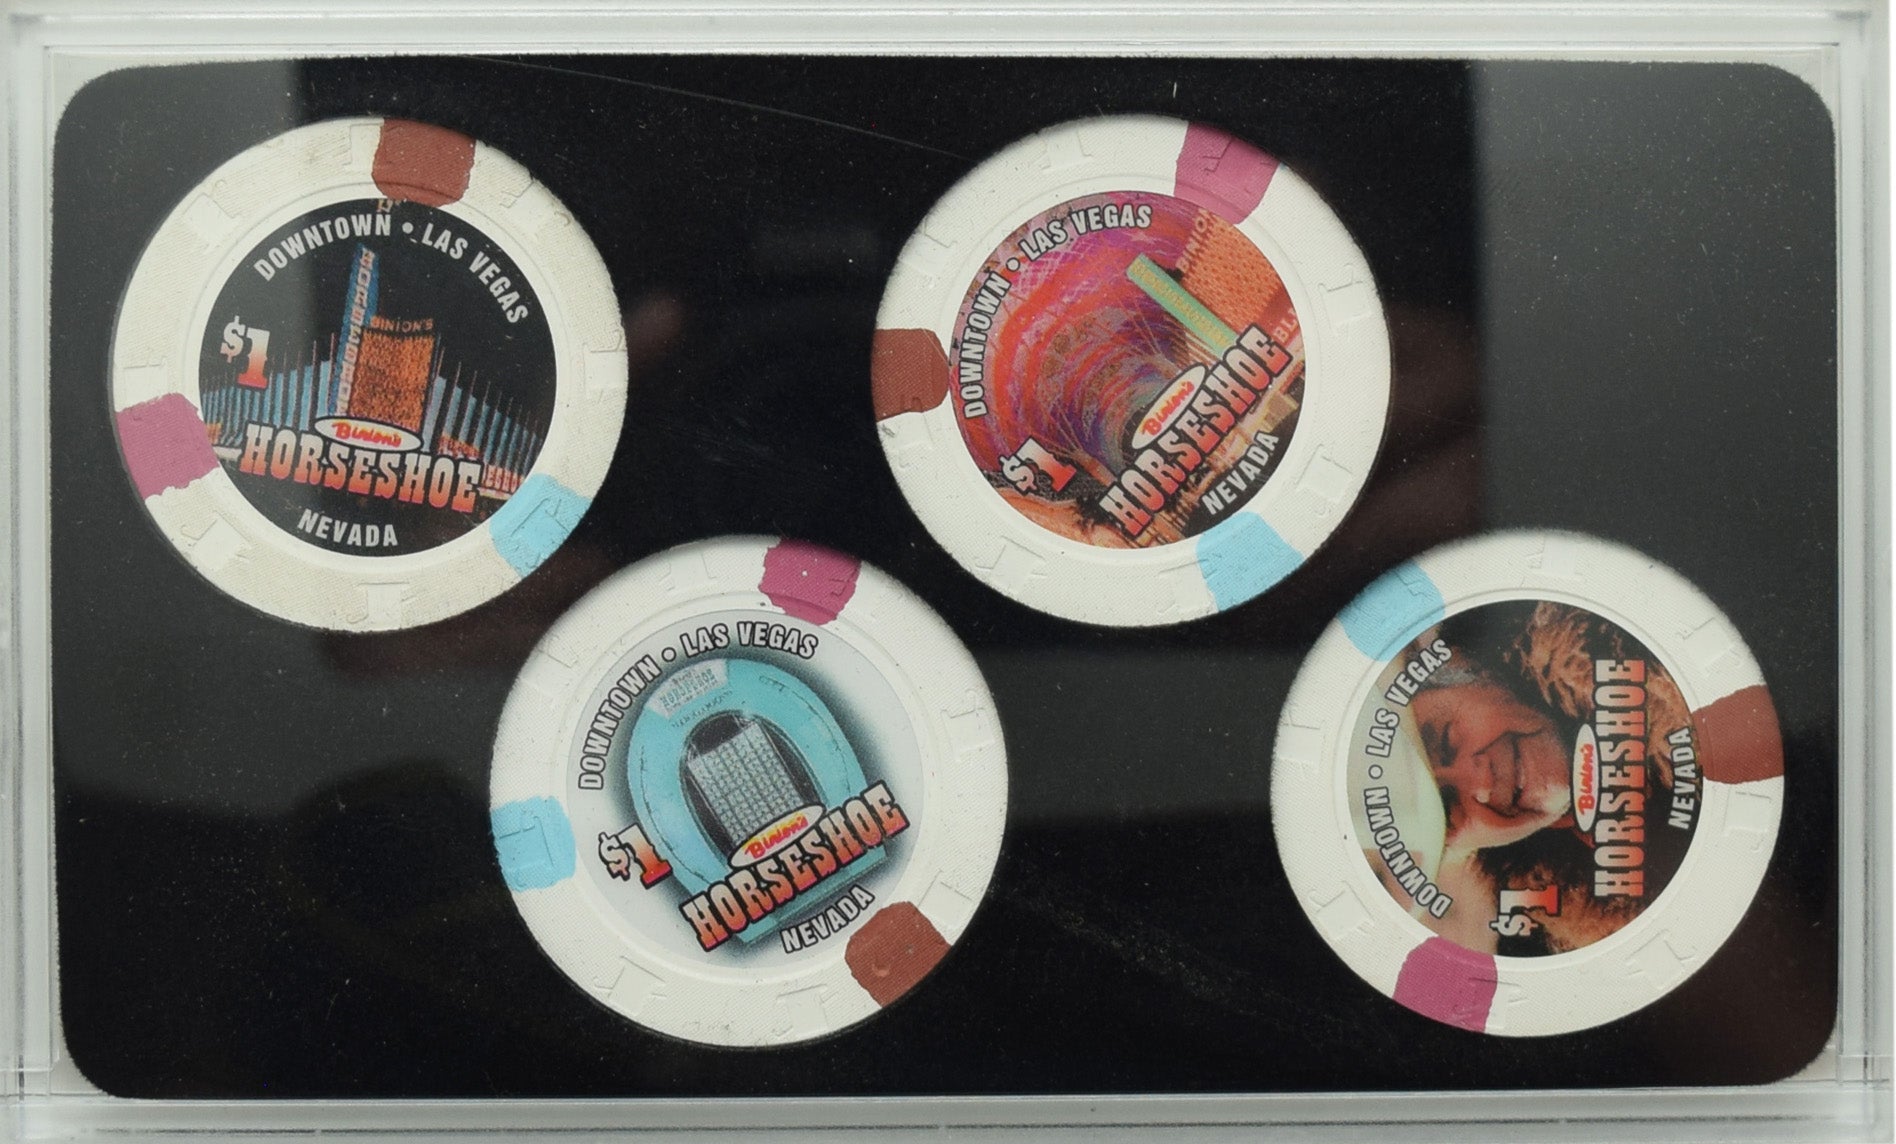 DOWNTOWN • LAS VEGAS
BINION'S
$1
Binion's
HORSESHOE
NEVADA
DOWNTOWN • LAS VEGAS
$1
Binion's
HORSESHOE
NEVADA
DOWNTOWN • LAS VEGAS
$1
Binion's
HORSESHOE
NEVADA
DOWNTOWN • LAS VEGAS
$1
Binion's
HORSESHOE
NEVADA